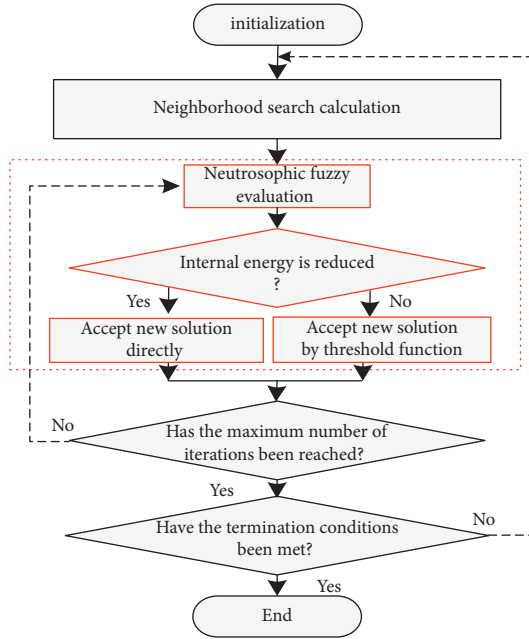 initialization
Neighborhood search calculation
Neutrosophic fuzzy
evaluation
Internal energy is reduced
?
Yes
No
Accept new solution
directly
Accept new solution
by threshold function
No
Has the maximum number of
iterations been reached?
Yes
Have the termination conditions
been met?
No
Yes
End